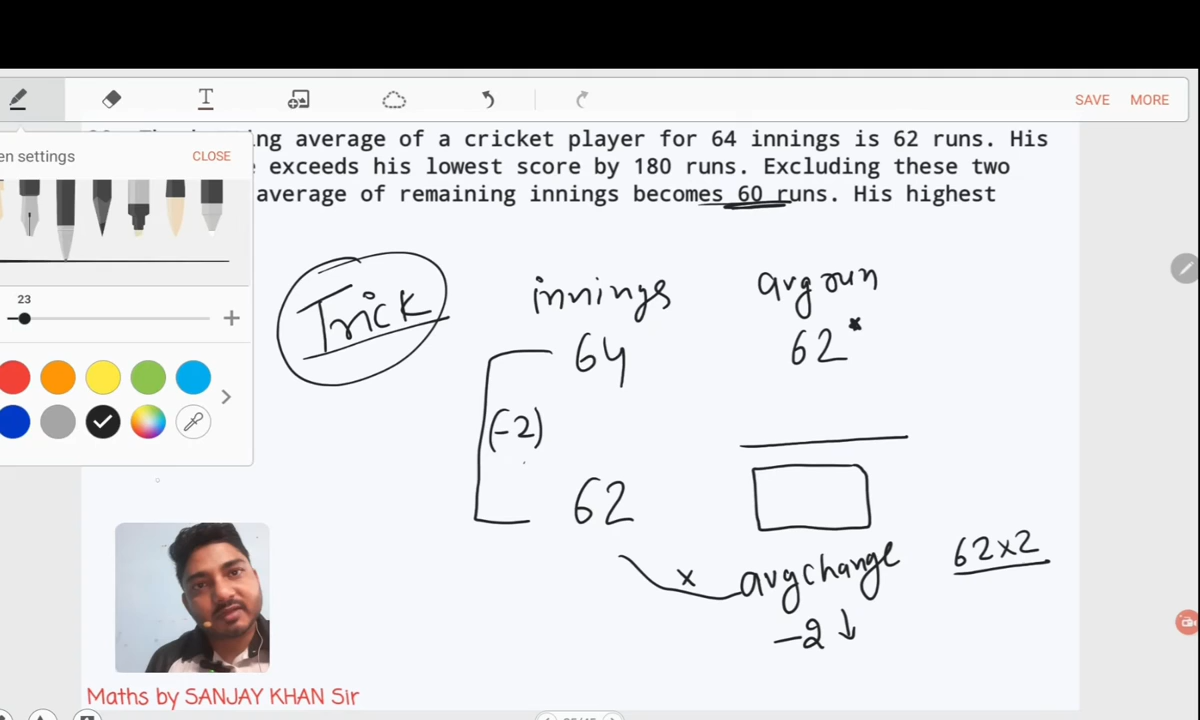 SAVE MORE
ng average of a cricket player for 64 innings is 62 runs. His
en settings CLOSE
exceeds his lowest score by 180 runs. Excluding these two
average of remaining innings becomes 60 runs. His highest
23
Trick
innings avg run
64 62*
(-2)
62
avg change 62x2
x
-2↓
Maths by SANJAY KHAN Sir